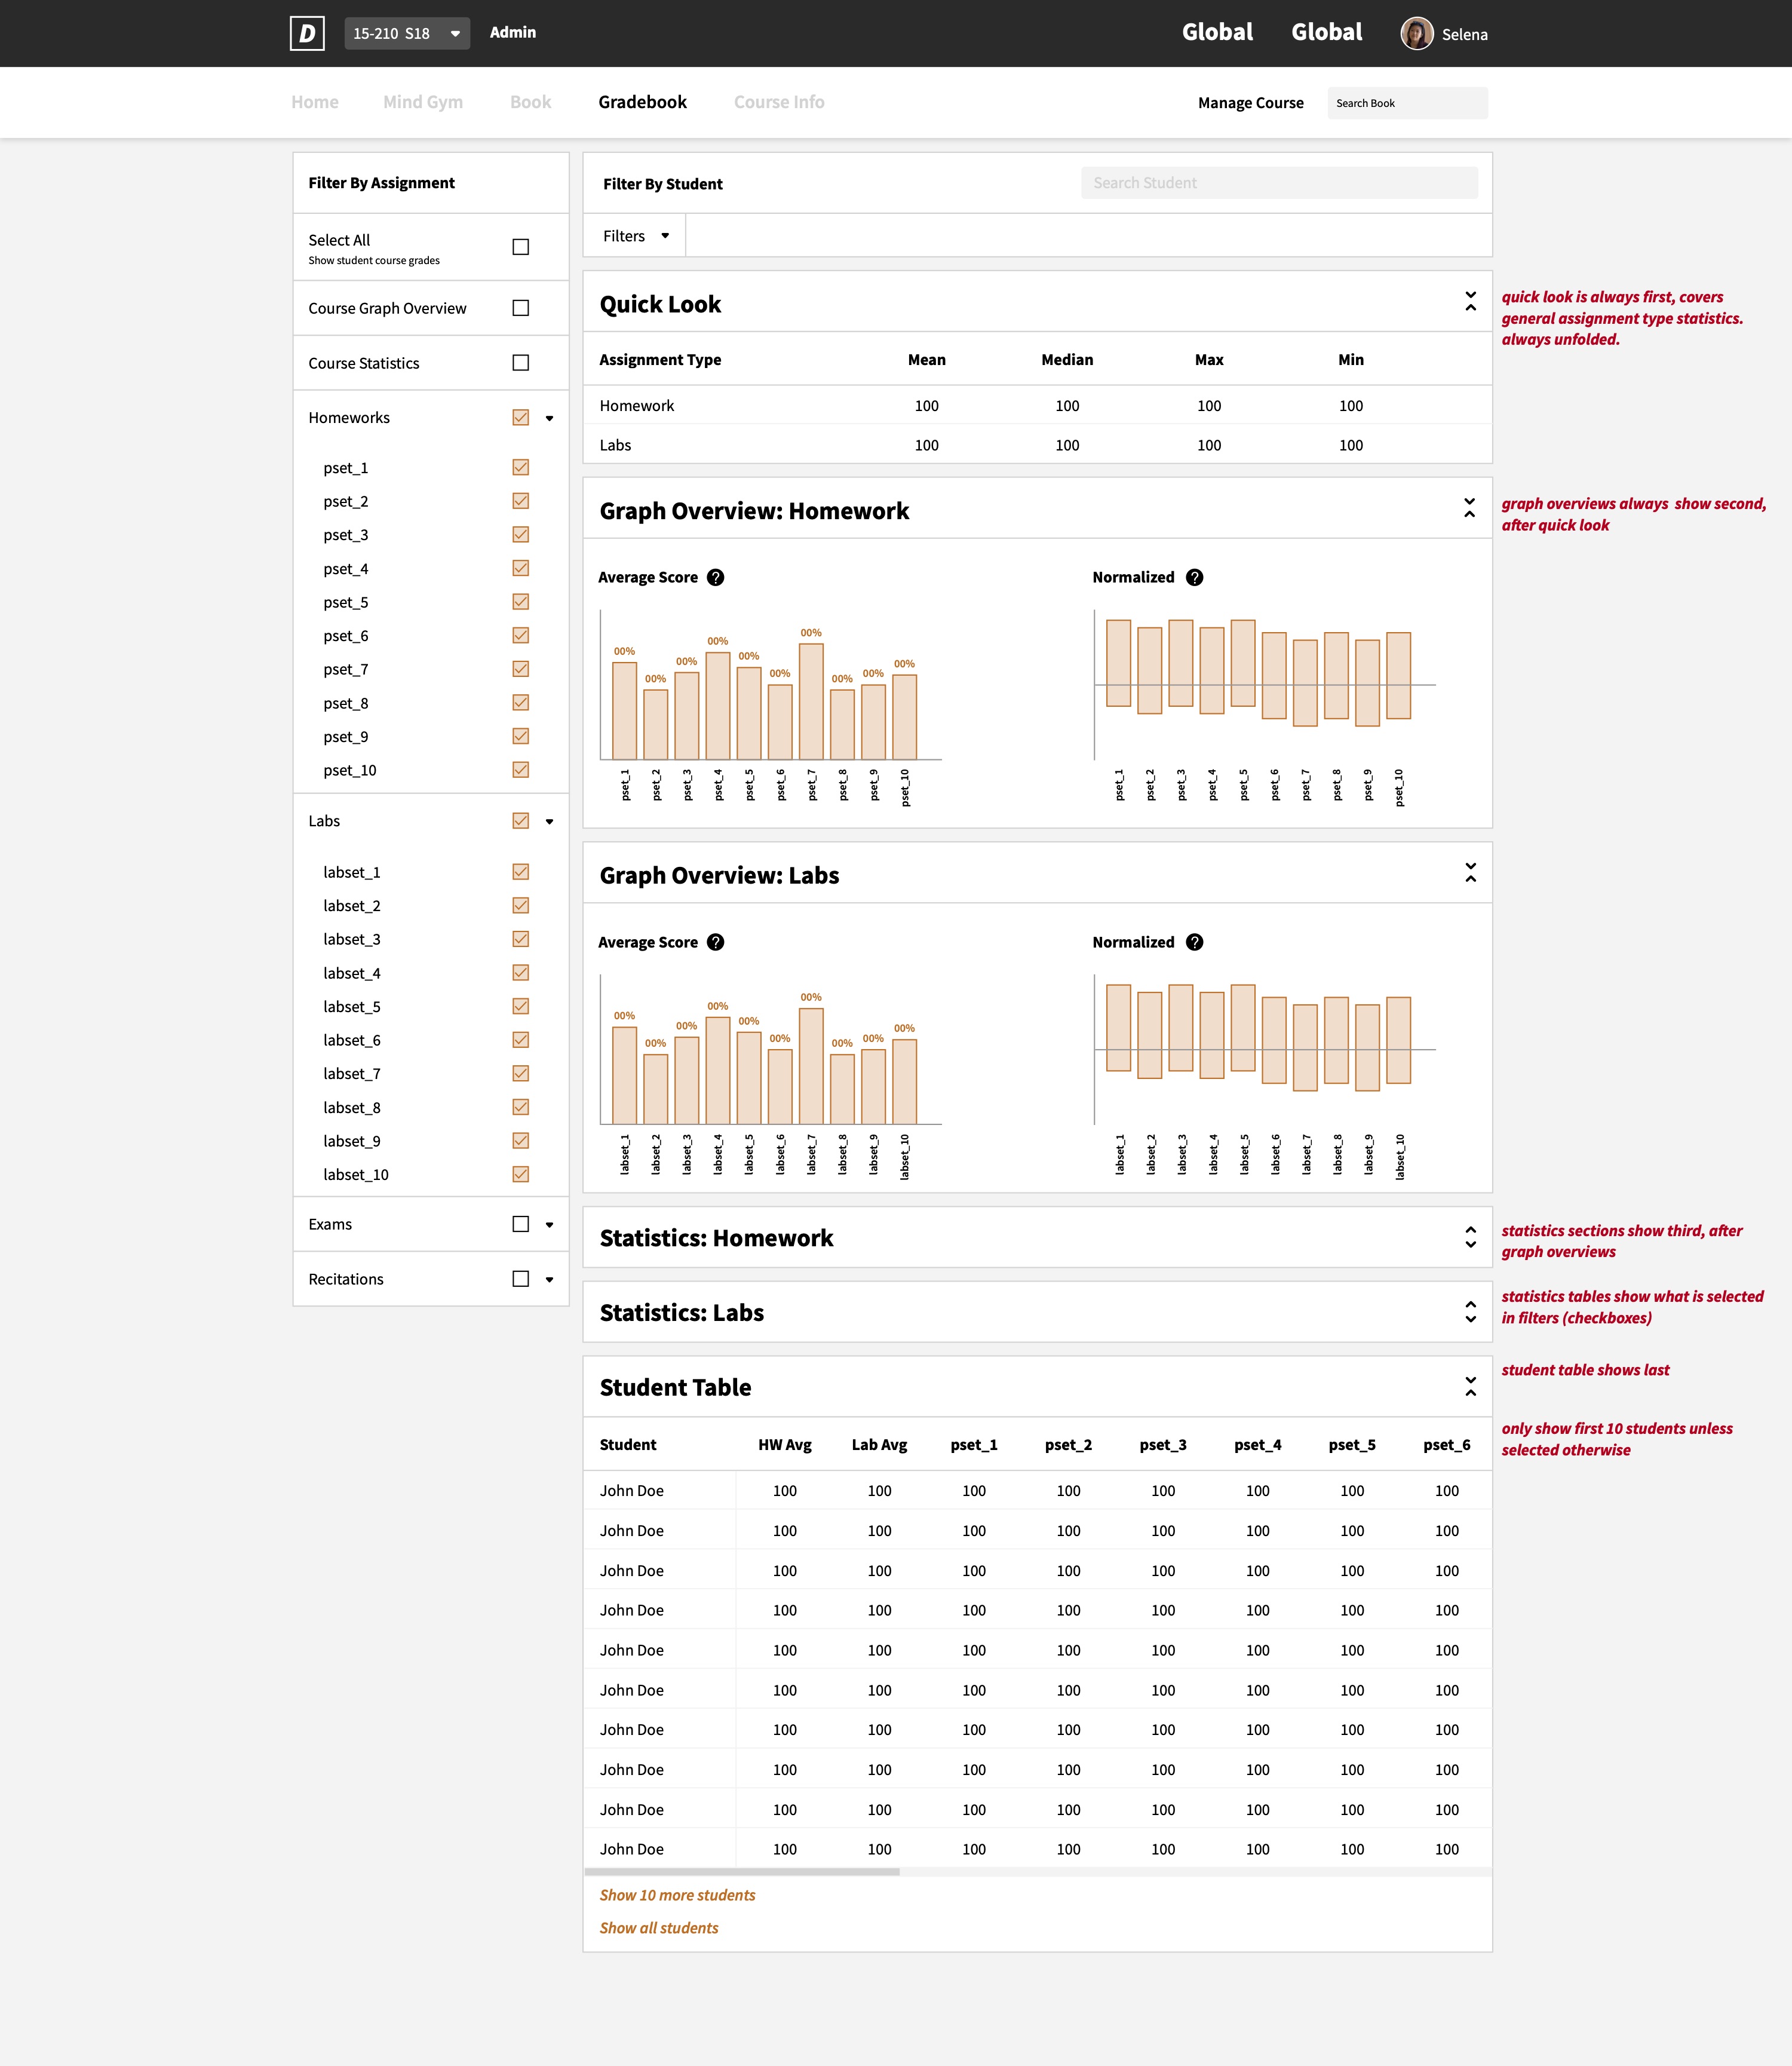 D 15-210 S18 Admin Global Global Selena
Home Mind Gym Book Gradebook Course Info Manage Course Search Book
Filter By Assignment
Select All
Show student course grades
Course Graph Overview
Course Statistics
Homeworks
pset_1
pset_2
pset_3
pset_4
pset_5
pset_6
pset_7
pset_8
pset_9
pset_10
Labs
labset_1
labset_2
labset_3
labset_4
labset_5
labset_6
labset_7
labset_8
labset_9
labset_10
Exams
Recitations
Filter By Student Search Student
Filters
Quick Look
quick look is always first, covers
general assignment type statistics.
always unfolded.
Assignment Type Mean Median Max Min
Homework 100 100 100 100
Labs 100 100 100 100
Graph Overview: Homework
graph overviews always show second,
after quick look
Average Score ?
00% 00% 00% 00% 00% 00% 00% 00% 00% 00%
pset_1 pset_2 pset_3 pset_4 pset_5 pset_6 pset_7 pset_8 pset_9 pset_10
Normalized ?
pset_1 pset_2 pset_3 pset_4 pset_5 pset_6 pset_7 pset_8 pset_9 pset_10
Graph Overview: Labs
Average Score ?
00% 00% 00% 00% 00% 00% 00% 00% 00% 00%
labset_1 labset_2 labset_3 labset_4 labset_5 labset_6 labset_7 labset_8 labset_9 labset_10
Normalized ?
labset_1 labset_2 labset_3 labset_4 labset_5 labset_6 labset_7 labset_8 labset_9 labset_10
Statistics: Homework
statistics sections show third, after
graph overviews
Statistics: Labs
statistics tables show what is selected
in filters (checkboxes)
Student Table
student table shows last
only show first 10 students unless
selected otherwise
Student HW Avg Lab Avg pset_1 pset_2 pset_3 pset_4 pset_5 pset_6
John Doe 100 100 100 100 100 100 100 100
John Doe 100 100 100 100 100 100 100 100
John Doe 100 100 100 100 100 100 100 100
John Doe 100 100 100 100 100 100 100 100
John Doe 100 100 100 100 100 100 100 100
John Doe 100 100 100 100 100 100 100 100
John Doe 100 100 100 100 100 100 100 100
John Doe 100 100 100 100 100 100 100 100
John Doe 100 100 100 100 100 100 100 100
John Doe 100 100 100 100 100 100 100 100
Show 10 more students
Show all students